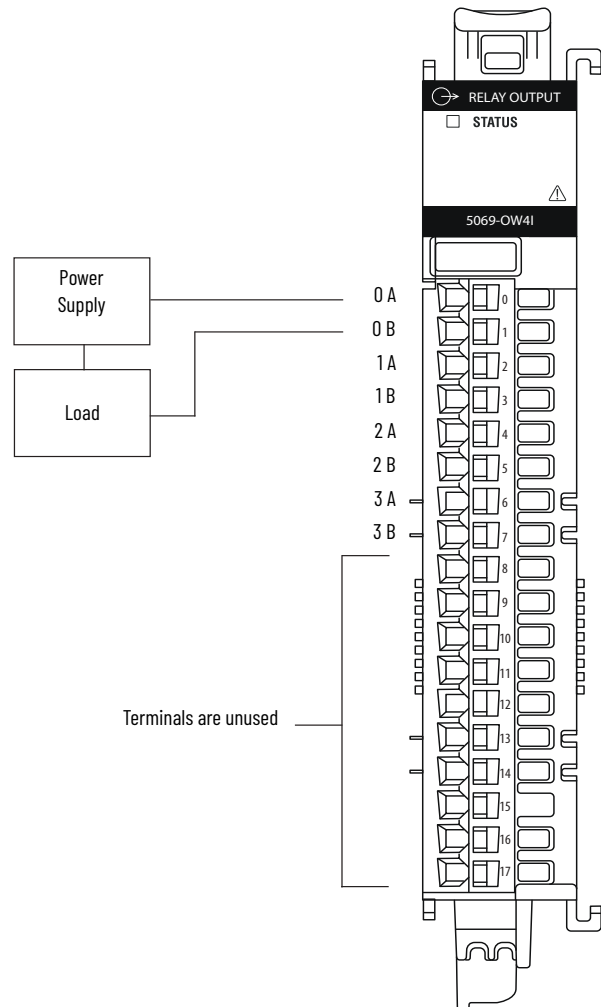 RELAY OUTPUT
STATUS
5069-OW4I
Power
Supply
Load
0 A
0 B
1 A
1 B
2 A
2 B
3 A
3 B
0
1
2
3
4
5
6
7
8
9
10
11
12
13
14
15
16
17
Terminals are unused